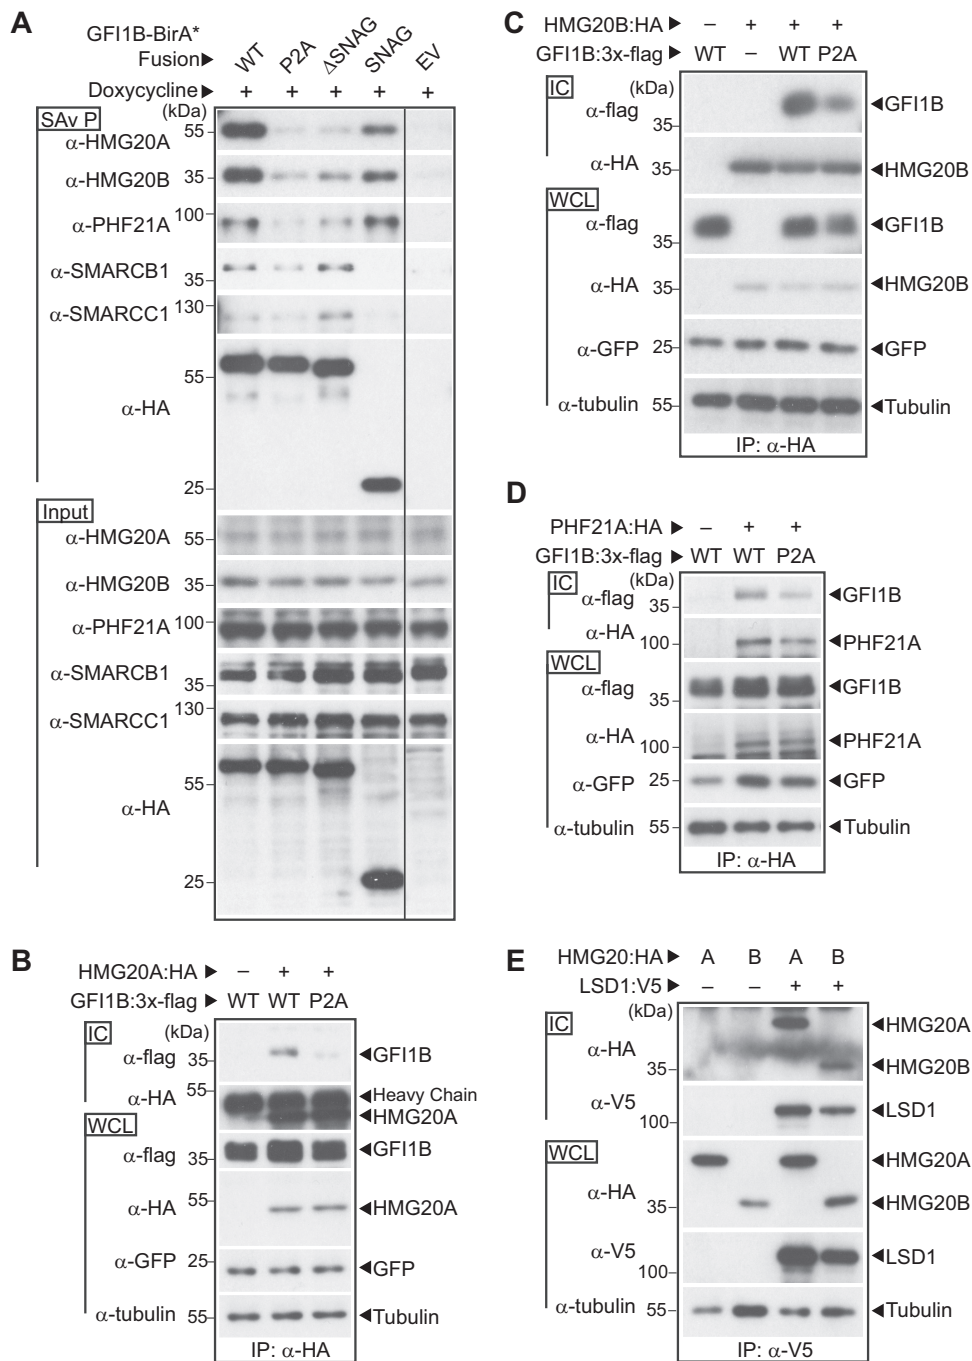 A
GFI1B-BirA*
Fusion► WT P2A ΔSNAG SNAG EV
Doxycycline► + + + + +
(kDa)
SAv P
α-HMG20A 55
α-HMG20B 35
α-PHF21A 100
α-SMARCB1 35
α-SMARCC1 130
α-HA 55
25
Input
α-HMG20A 55
α-HMG20B 35
α-PHF21A 100
α-SMARCB1 35
α-SMARCC1 130
α-HA 55
25
B
HMG20A:HA ► – + +
GFI1B:3x-flag ► WT WT P2A
(kDa)
IC
α-flag 35 ◄GFI1B
α-HA 55 ◄Heavy Chain
◄HMG20A
WCL
α-flag 35 ◄GFI1B
α-HA 55 ◄HMG20A
α-GFP 25 ◄GFP
α-tubulin 55 ◄Tubulin
IP: α-HA
C
HMG20B:HA ► – + + +
GFI1B:3x-flag ► WT – WT P2A
(kDa)
IC
α-flag 35 ◄GFI1B
α-HA 35 ◄HMG20B
WCL
α-flag 35 ◄GFI1B
α-HA 35 ◄HMG20B
α-GFP 25 ◄GFP
α-tubulin 55 ◄Tubulin
IP: α-HA
D
PHF21A:HA ► – + +
GFI1B:3x-flag ► WT WT P2A
(kDa)
IC
α-flag 35 ◄GFI1B
α-HA 100 ◄PHF21A
WCL
α-flag 35 ◄GFI1B
α-HA 100 ◄PHF21A
α-GFP 25 ◄GFP
α-tubulin 55 ◄Tubulin
IP: α-HA
E
HMG20:HA ► A B A B
LSD1:V5 ► – – + +
(kDa)
IC
α-HA ◄HMG20A
35 ◄HMG20B
α-V5 100 ◄LSD1
WCL
α-HA ◄HMG20A
35 ◄HMG20B
α-V5 100 ◄LSD1
α-tubulin 55 ◄Tubulin
IP: α-V5